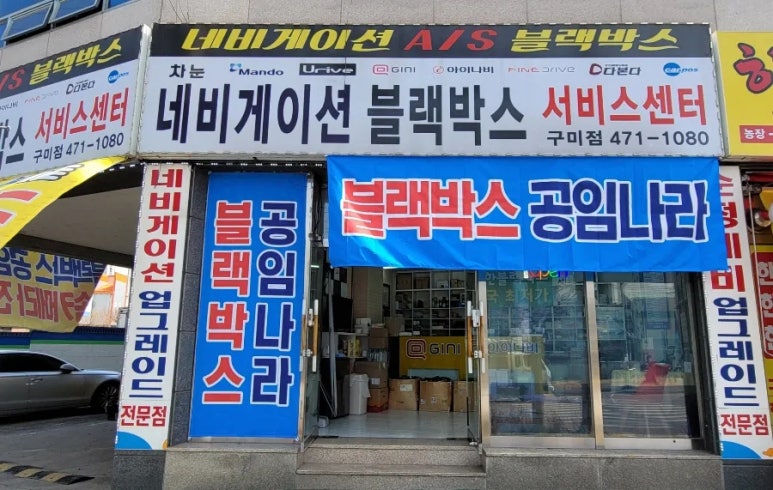 네비게이션 A/S 블랙박스
차눈 Mando Urive GINI 아이나비 FINEDRIVE 다본다
네비게이션 블랙박스 서비스센터
구미점 471-1080
A/S 블랙박스
서비스센터
구미점 471-1080
블랙박스 공임나라
네비게이션 업그레이드
전문점
블랙박스
공임나라
GINI 아이나비
업그레이드
전문점
농장